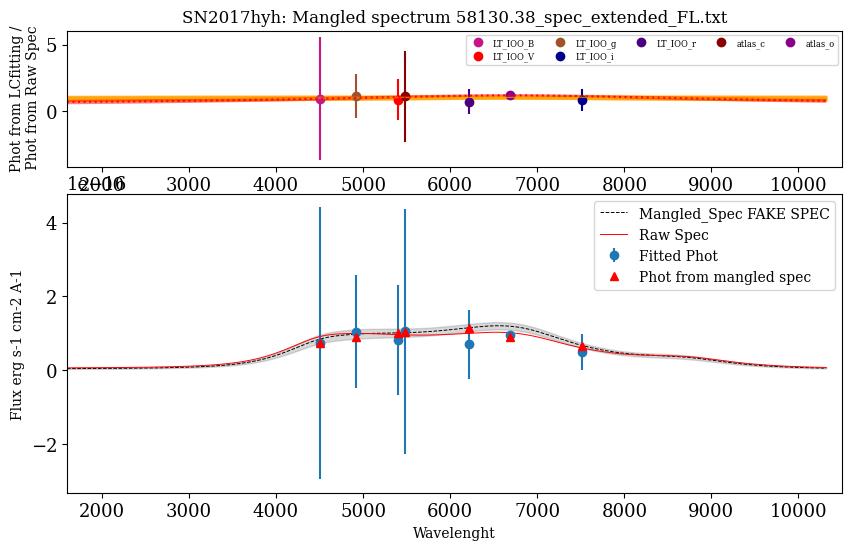 SN2017hyh: Mangled spectrum 58130.38_spec_extended_FL.txt
Phot from LCfitting /
Phot from Raw Spec
5
0
LT_IOO_B LT_IOO_g LT_IOO_r atlas_c atlas_o
LT_IOO_V LT_IOO_i
2000 3000 4000 5000 6000 7000 8000 9000 10000
1e−16
Flux erg s-1 cm-2 A-1
4
2
0
−2
Mangled_Spec FAKE SPEC
Raw Spec
Fitted Phot
Phot from mangled spec
2000 3000 4000 5000 6000 7000 8000 9000 10000
Wavelenght